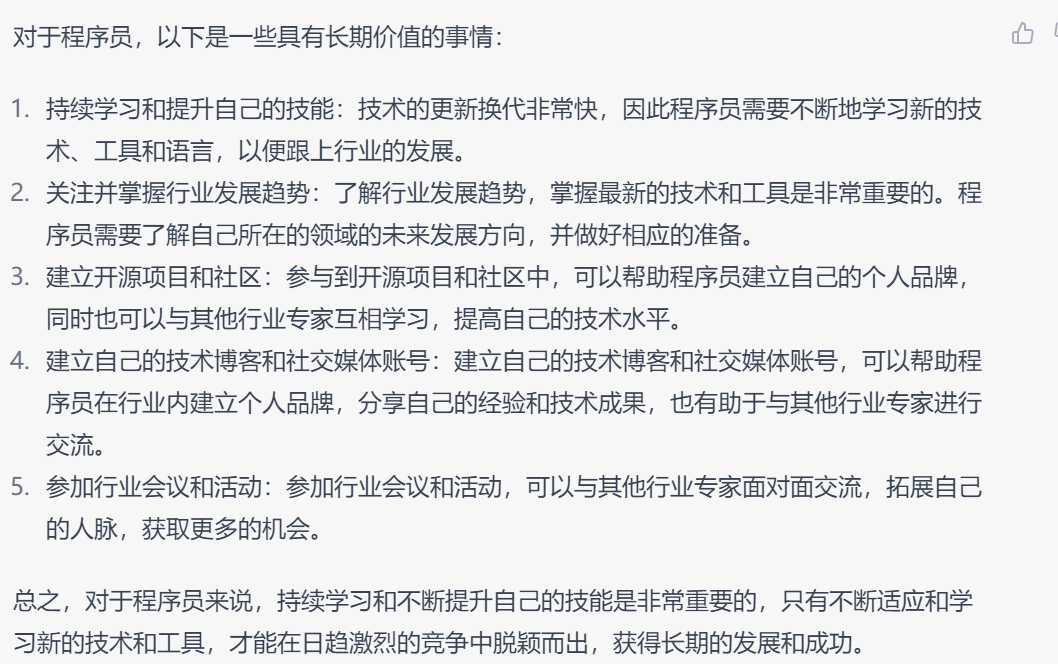 对于程序员，以下是一些具有长期价值的事情：
1. 持续学习和提升自己的技能：技术的更新换代非常快，因此程序员需要不断地学习新的技
术、工具和语言，以便跟上行业的发展。
2. 关注并掌握行业发展趋势：了解行业发展趋势，掌握最新的技术和工具是非常重要的。程
序员需要了解自己所在的领域的未来发展方向，并做好相应的准备。
3. 建立开源项目和社区：参与到开源项目和社区中，可以帮助程序员建立自己的个人品牌，
同时也可以与其他行业专家互相学习，提高自己的技术水平。
4. 建立自己的技术博客和社交媒体账号：建立自己的技术博客和社交媒体账号，可以帮助程
序员在行业内建立个人品牌，分享自己的经验和技术成果，也有助于与其他行业专家进行
交流。
5. 参加行业会议和活动：参加行业会议和活动，可以与其他行业专家面对面交流，拓展自己
的人脉，获取更多的机会。
总之，对于程序员来说，持续学习和不断提升自己的技能是非常重要的，只有不断适应和学
习新的技术和工具，才能在日趋激烈的竞争中脱颖而出，获得长期的发展和成功。